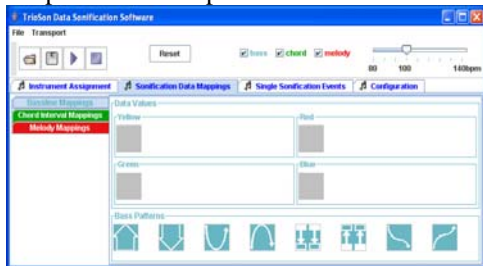 TrioSon Data Sonification Software
File Transport
Reset bass chord melody
80 100 140bpm
Instrument Assignment Sonification Data Mappings Single Sonification Events Configuration
Bassline Mappings
Chord Interval Mappings
Melody Mappings
Data Values
Yellow Red
Green Blue
Bass Patterns